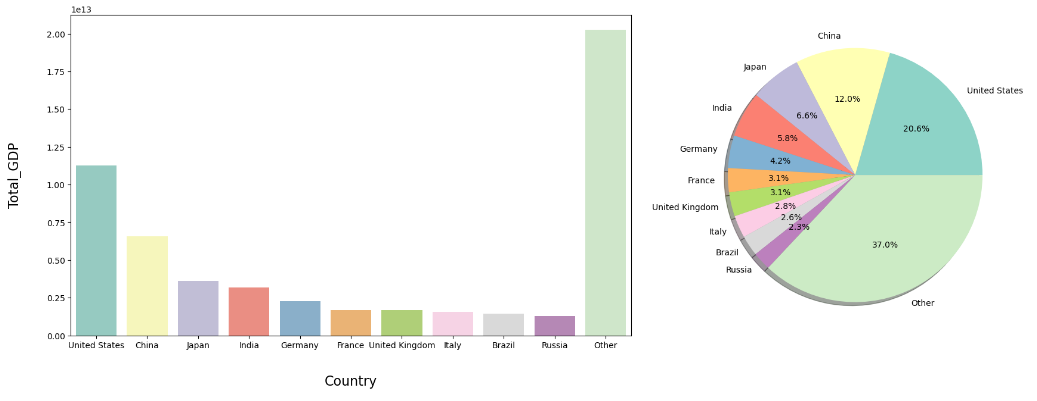 1e13
2.00
1.75
1.50
1.25
1.00
0.75
0.50
0.25
0.00
Total_GDP
United States
China
Japan
India
Germany
France
United Kingdom
Italy
Brazil
Russia
Other
Country
China
Japan
United States
India
Germany
France
United Kingdom
Italy
Brazil
Russia
Other
12.0%
6.6%
20.6%
5.8%
4.2%
3.1%
3.1%
2.8%
2.6%
2.3%
37.0%